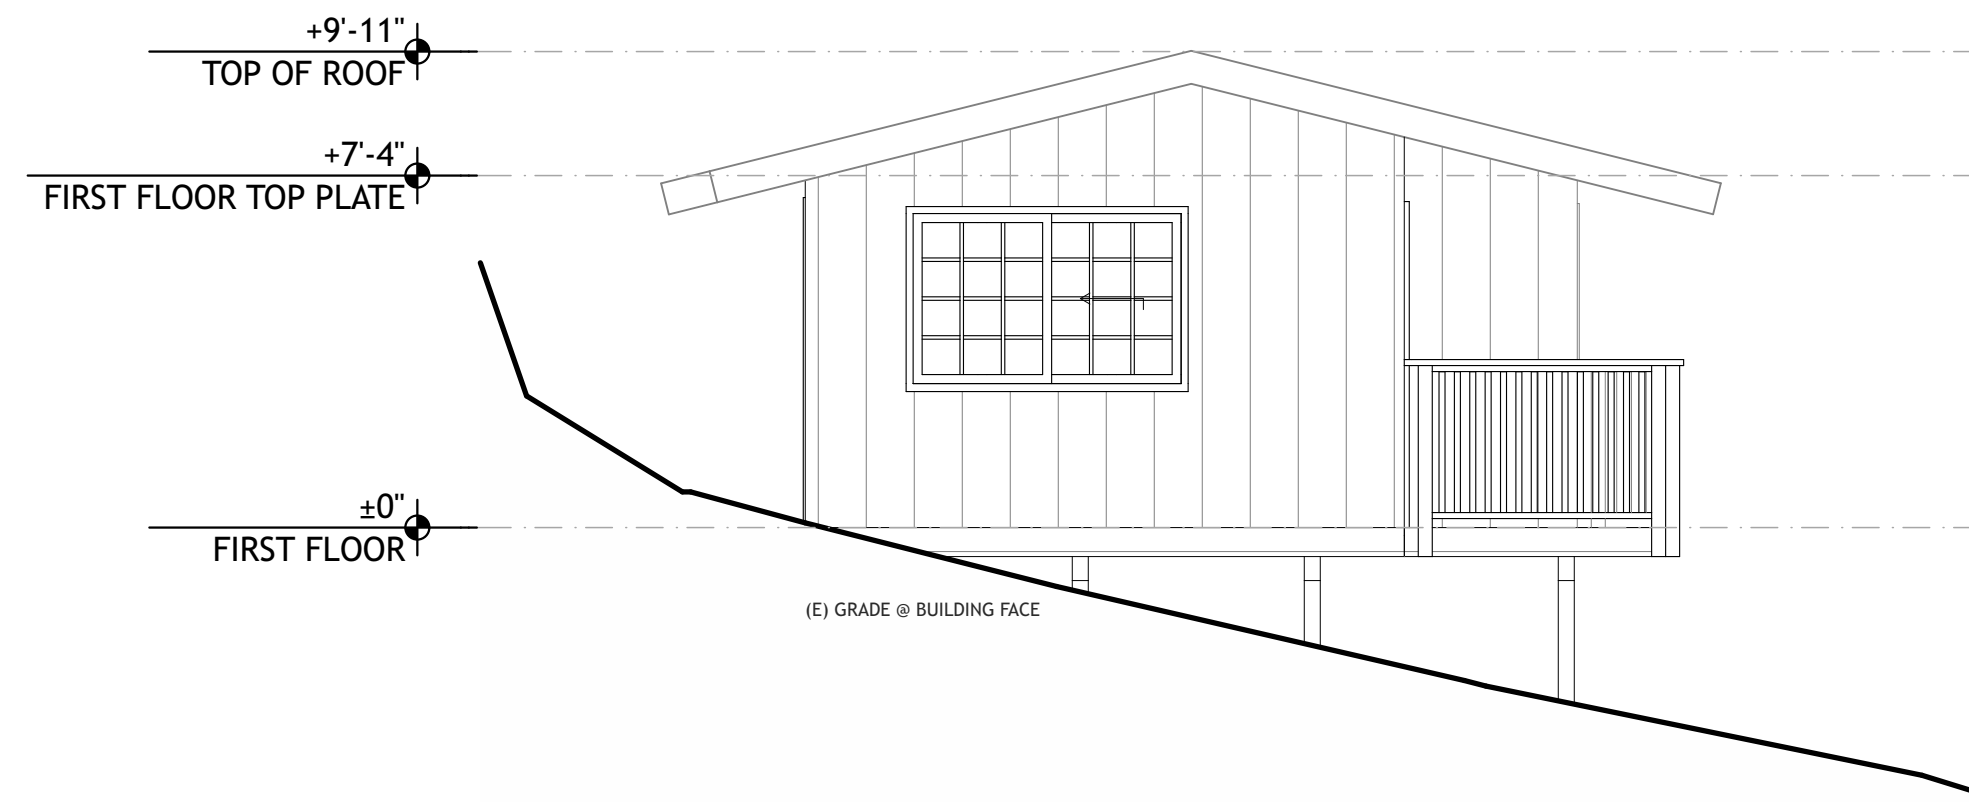 +9'-11"
TOP OF ROOF
+7'-4"
FIRST FLOOR TOP PLATE
±0"
FIRST FLOOR
(E) GRADE @ BUILDING FACE